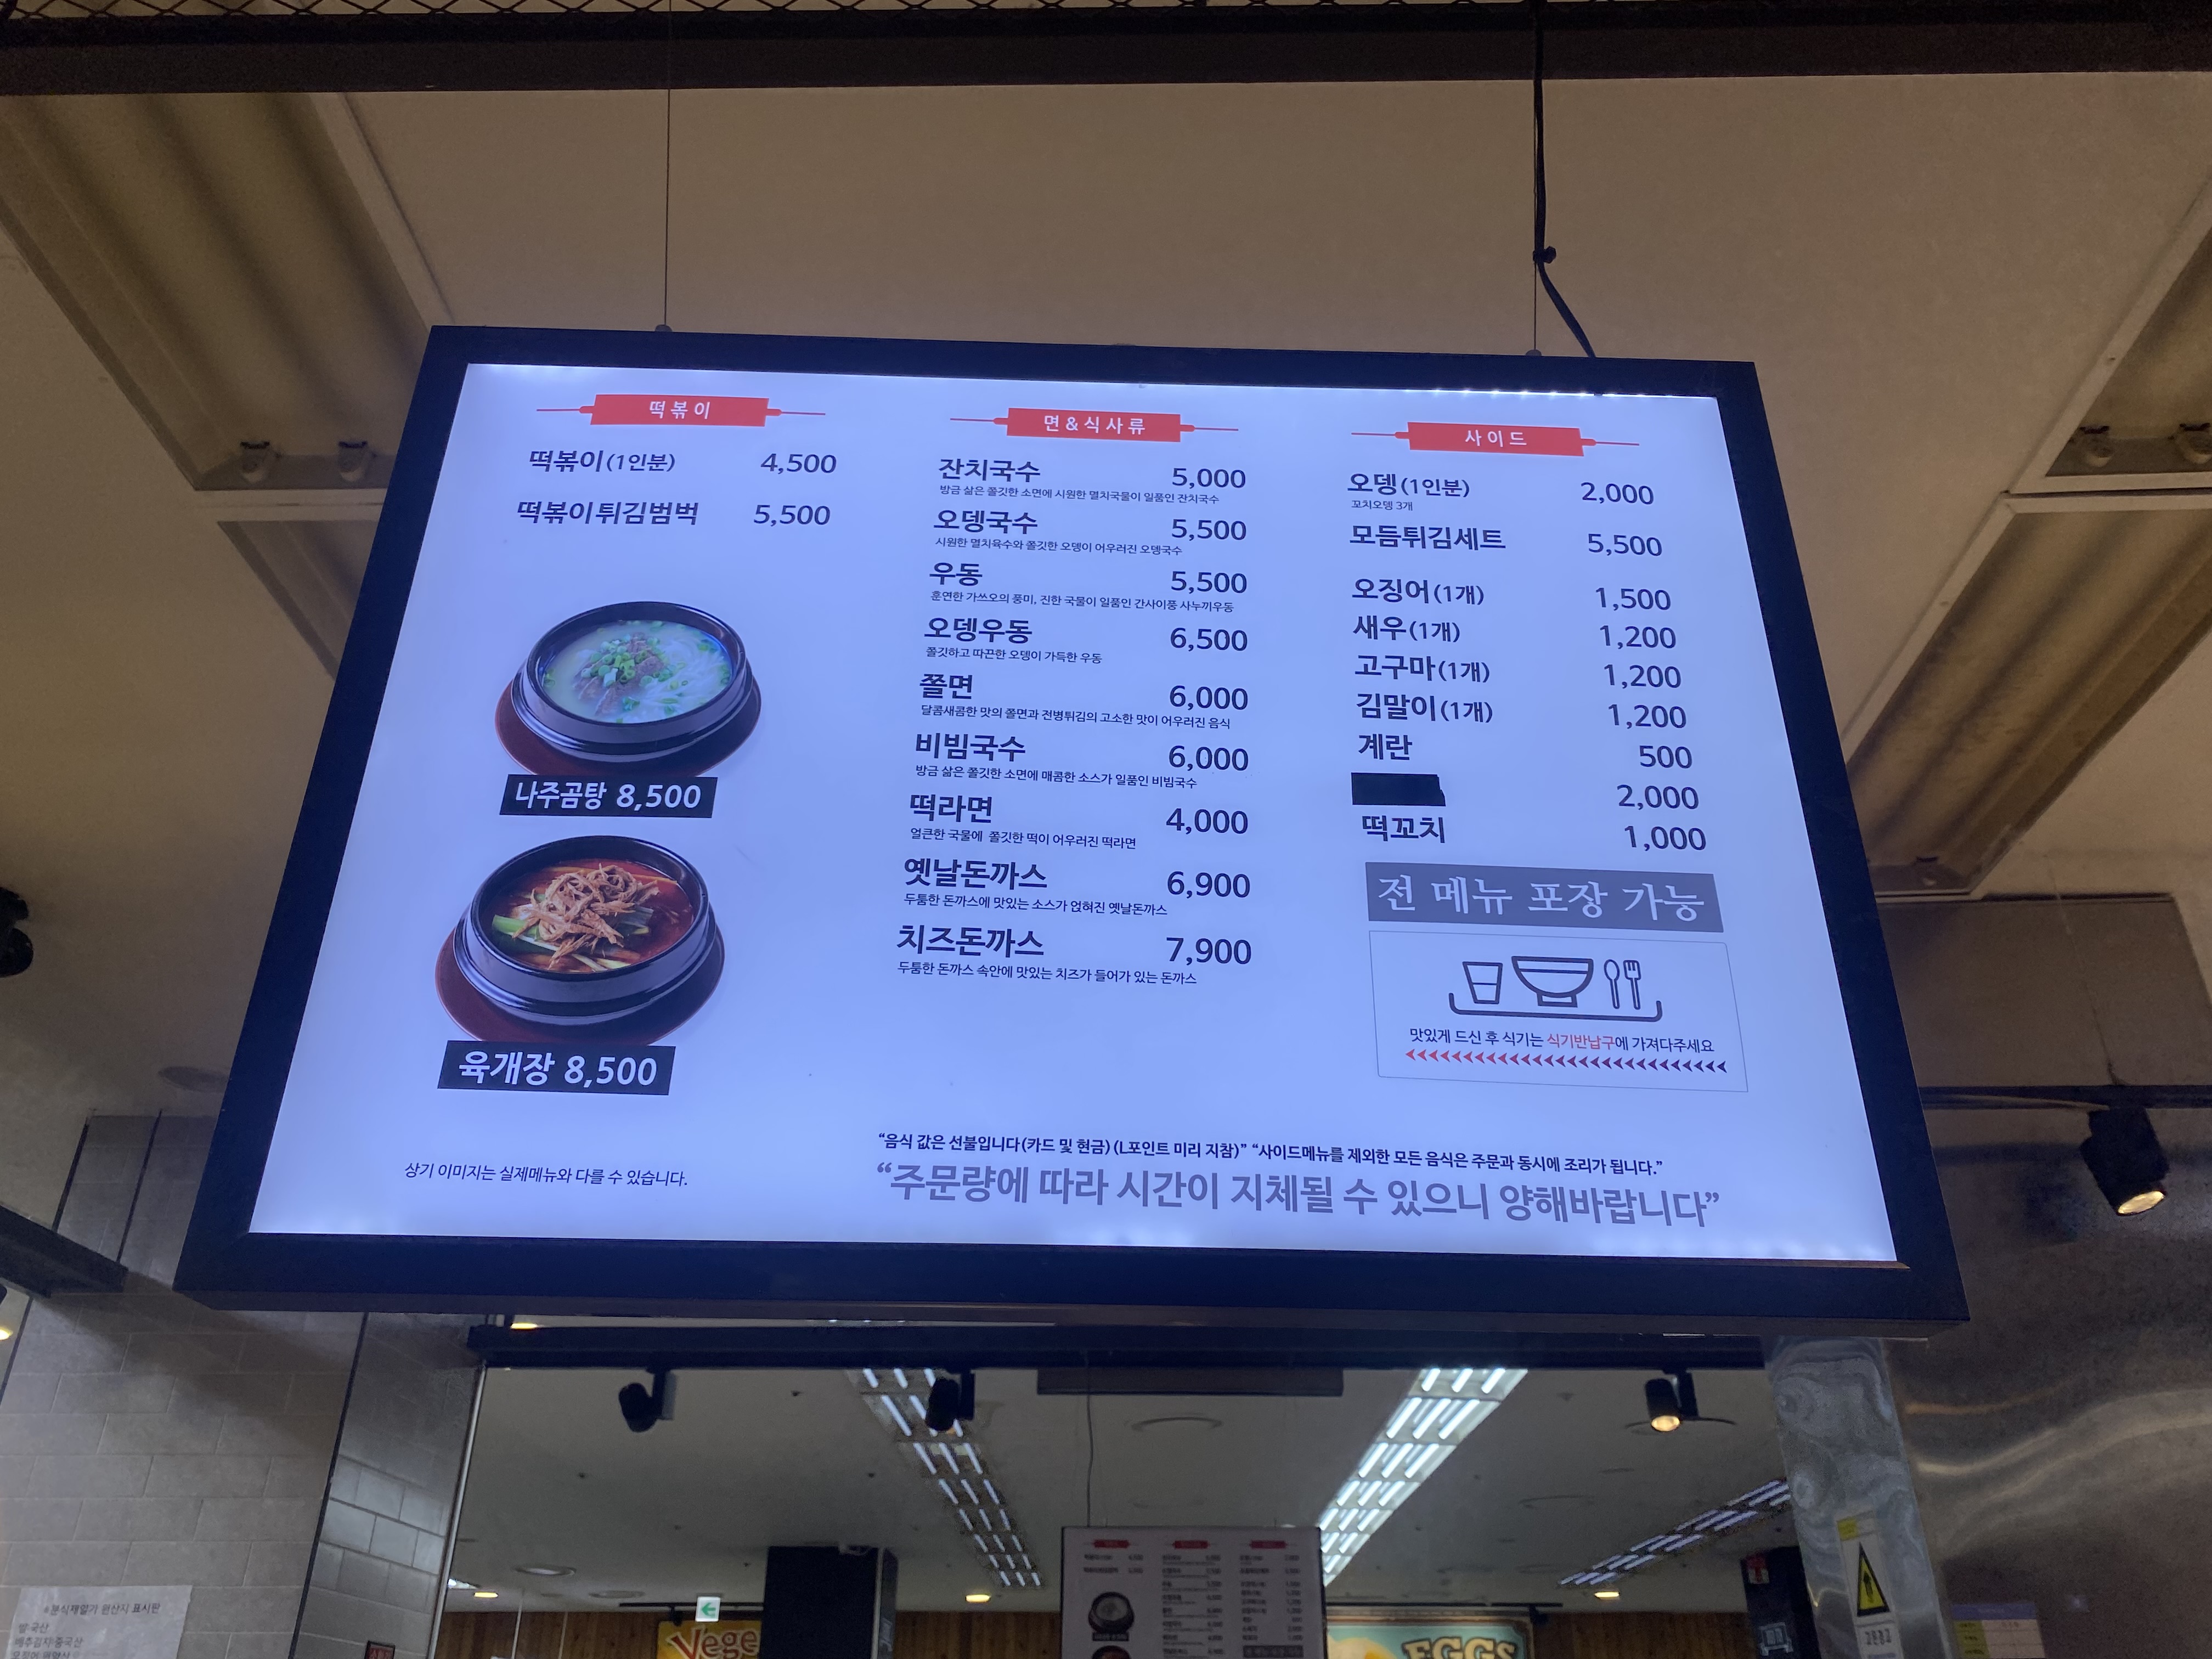 떡볶이
떡볶이(1인분) 4,500
떡볶이튀김범벅 5,500
나주곰탕 8,500
육개장 8,500
상기 이미지는 실제메뉴와 다를 수 있습니다.
면&식사류
잔치국수 5,000
방금 삶은 쫄깃한 소면에 시원한 멸치국물이 일품인 잔치국수
오뎅국수 5,500
시원한 멸치육수와 쫄깃한 오뎅이 어우러진 오뎅국수
우동 5,500
훈연한 가쓰오의 풍미, 진한 국물이 일품인 간사이풍 사누끼우동
오뎅우동 6,500
쫄깃하고 따끈한 오뎅이 가득한 우동
쫄면 6,000
달콤새콤한 맛의 쫄면과 전병튀김의 고소한 맛이 어우러진 음식
비빔국수 6,000
방금 삶은 쫄깃한 소면에 매콤한 소스가 일품인 비빔국수
떡라면 4,000
얼큰한 국물에 쫄깃한 떡이 어우러진 떡라면
옛날돈까스 6,900
두툼한 돈까스에 맛있는 소스가 얹혀진 옛날돈까스
치즈돈까스 7,900
두툼한 돈까스 속안에 맛있는 치즈가 들어가 있는 돈까스
사이드
오뎅(1인분) 2,000
꼬치오뎅 3개
모듬튀김세트 5,500
오징어(1개) 1,500
새우(1개) 1,200
고구마(1개) 1,200
김말이(1개) 1,200
계란 500
2,000
떡꼬치 1,000
전 메뉴 포장 가능
맛있게 드신 후 식기는 식기반납구에 가져다주세요
“음식 값은 선불입니다(카드 및 현금) (L포인트 미리 지참)” “사이드메뉴를 제외한 모든 음식은 주문과 동시에 조리가 됩니다.”
“주문량에 따라 시간이 지체될 수 있으니 양해바랍니다”
원산지 표시판
쌀:국산
배추김치:중국산
Vege
EGGS